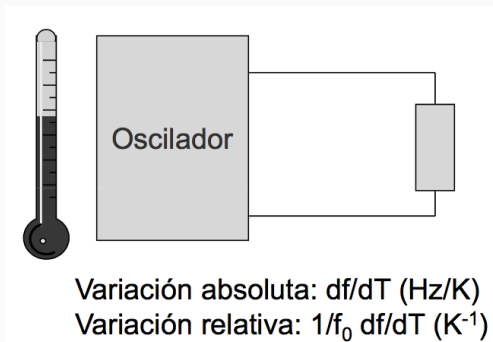 Oscilador
Variación absoluta: df/dT (Hz/K)
Variación relativa: 1/f₀ df/dT (K⁻¹)